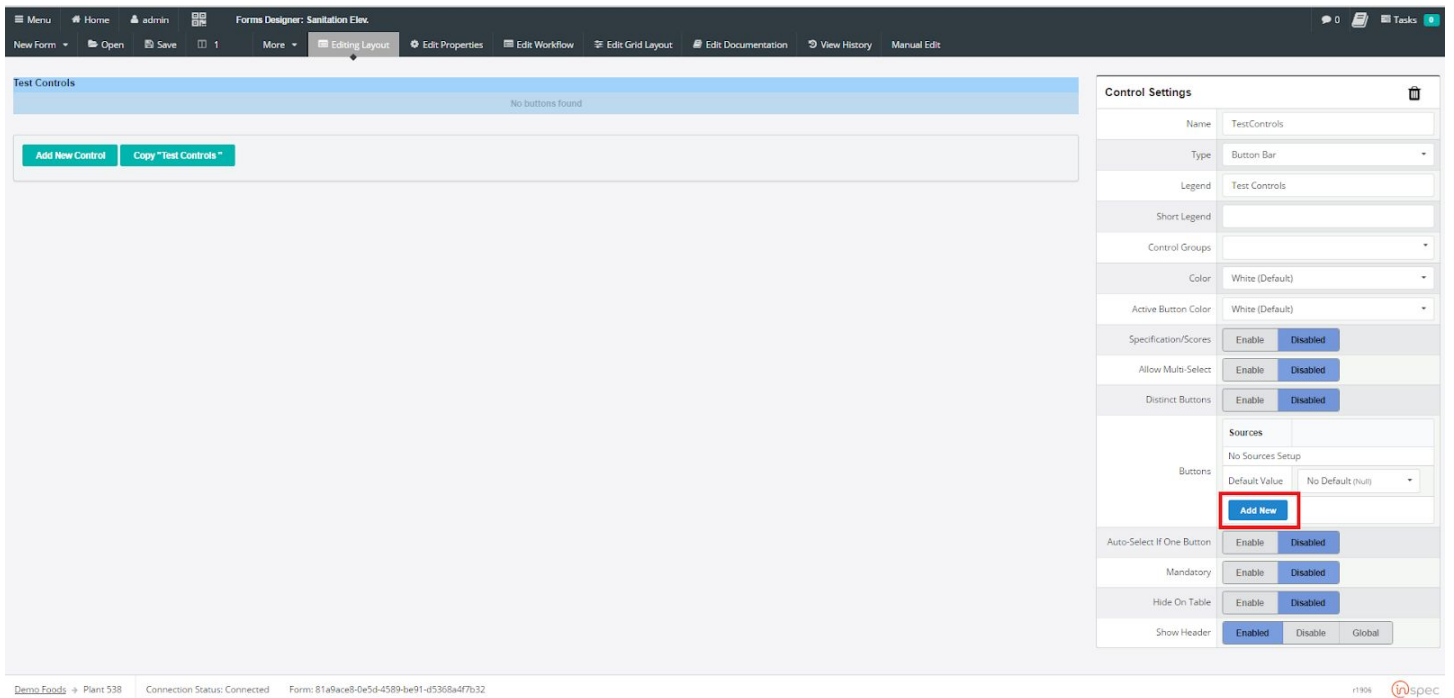 Menu Home admin Forms Designer: Sanitation Elev. 0 Tasks 0
New Form Open Save 1 More Editing Layout Edit Properties Edit Workflow Edit Grid Layout Edit Documentation View History Manual Edit
Test Controls
No buttons found
Add New Control Copy "Test Controls "
Control Settings
Name TestControls
Type Button Bar
Legend Test Controls
Short Legend
Control Groups
Color White (Default)
Active Button Color White (Default)
Specification/Scores Enable Disabled
Allow Multi-Select Enable Disabled
Distinct Buttons Enable Disabled
Sources
No Sources Setup
Buttons
Default Value No Default (Null)
Add New
Auto-Select If One Button Enable Disabled
Mandatory Enable Disabled
Hide On Table Enable Disabled
Show Header Enabled Disable Global
Demo Foods → Plant 538 Connection Status: Connected Form: 81a9ace8-0e5d-4589-be91-d5368a4f7b32 r1906 inspec